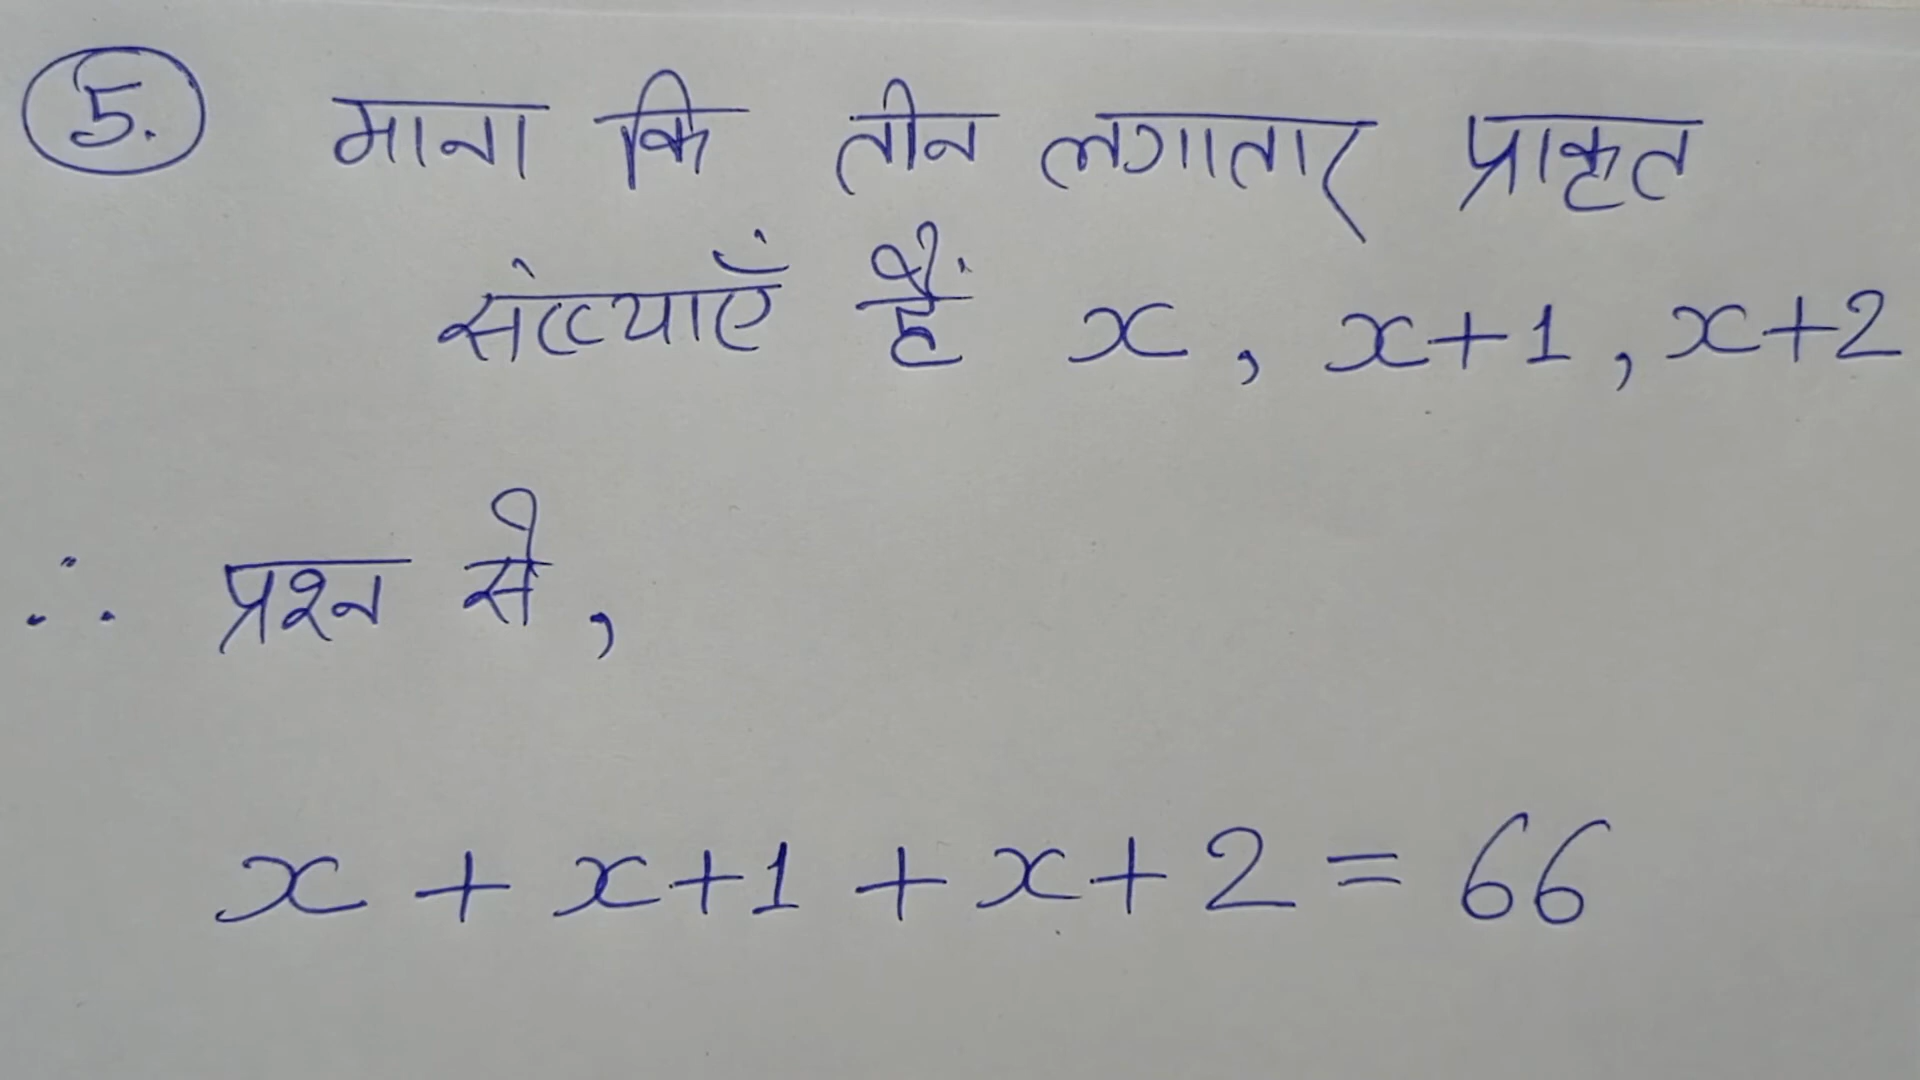 5. माना कि तीन लगातार प्राकृत
संख्याएँ हैं x, x+1, x+2
∴ प्रश्न से,
x + x+1 + x+2 = 66